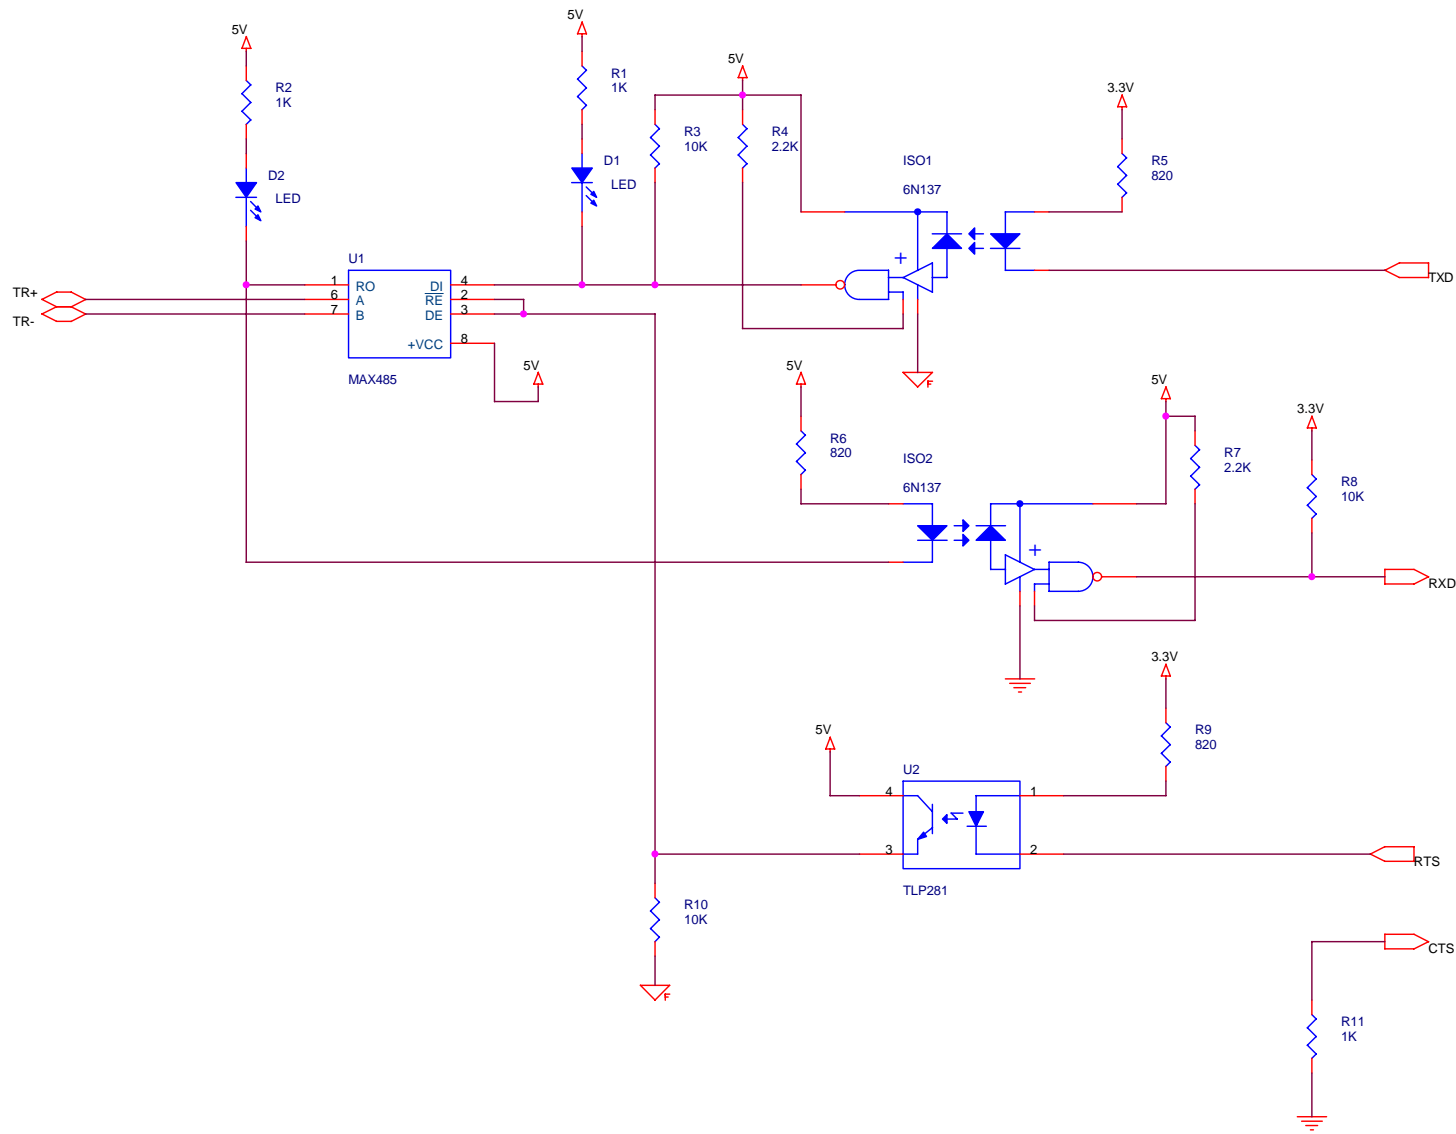 5V
5V
R2
1K
R1
1K
5V
3.3V
R3
10K
R4
2.2K
ISO1
6N137
R5
820
D2
LED
D1
LED
+
U1
TR+
TR-
1
6
7
RO
A
B
DI
RE
DE
+VCC
4
2
3
8
MAX485
TXD
F
5V
5V
5V
3.3V
R6
820
ISO2
6N137
R7
2.2K
R8
10K
+
RXD
3.3V
5V
R9
820
U2
4
3
1
2
TLP281
RTS
R10
10K
F
CTS
R11
1K